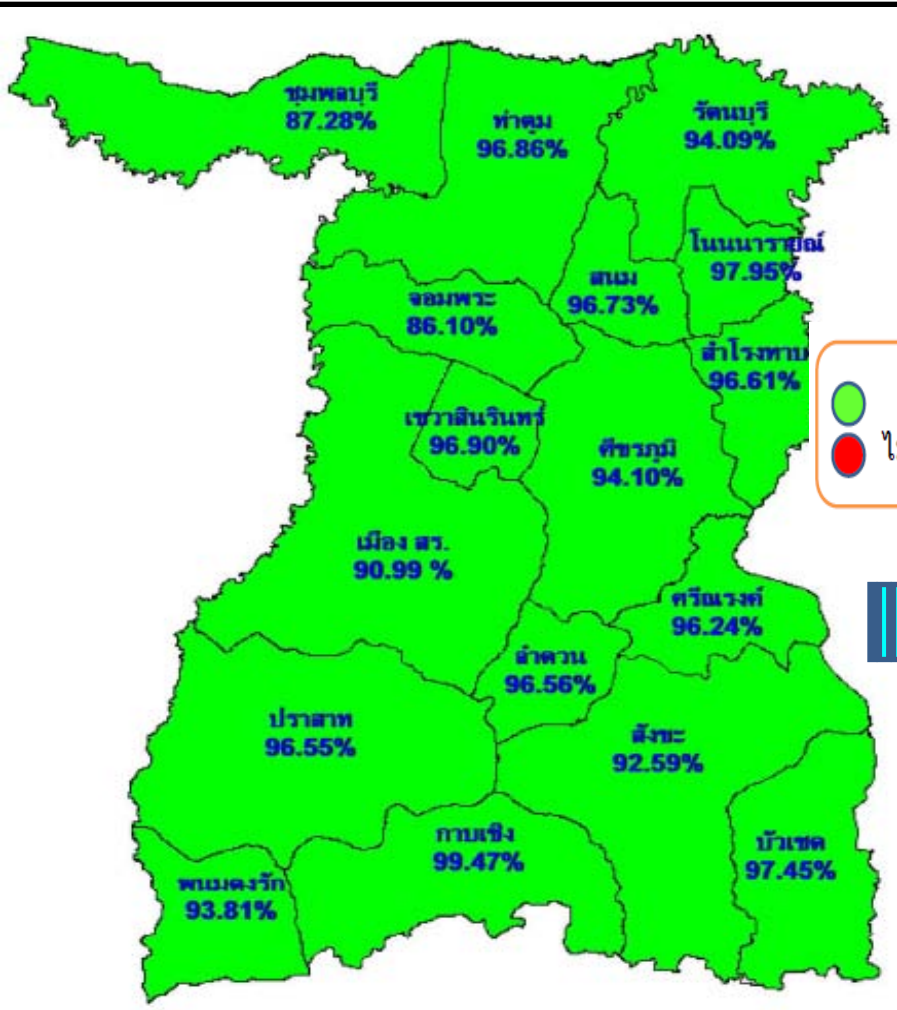 ชุมพลบุรี
87.28%
ท่าตูม
96.86%
รัตนบุรี
94.09%
โนนนารายณ์
97.95%
สนม
96.73%
จอมพระ
86.10%
สำโรงทาบ
96.61%
เขวาสินรินทร์
96.90%
ศีขรภูมิ
94.10%
เมือง สร.
90.99 %
ศรีณรงค์
96.24%
ลำดวน
96.56%
ปราสาท
96.55%
สังขะ
92.59%
กาบเชิง
99.47%
บัวเชด
97.45%
พนมดงรัก
93.81%